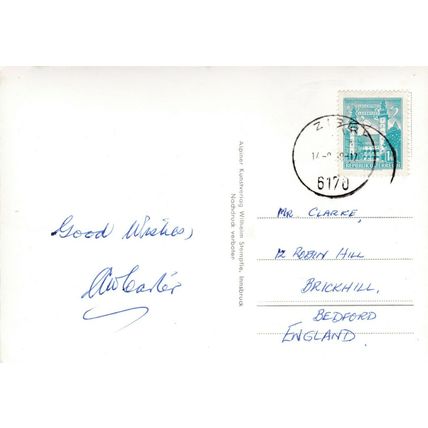 Good Wishes,
Alpiner Kunstverlag Wilhelm Stempfle, Innsbruck
Nachdruck verboten
ZIRL
6170
REPUBLIK ÖSTERREICH
MR. CLARKE,
12 ROBIN HILL
BRICKHILL,
BEDFORD
ENGLAND